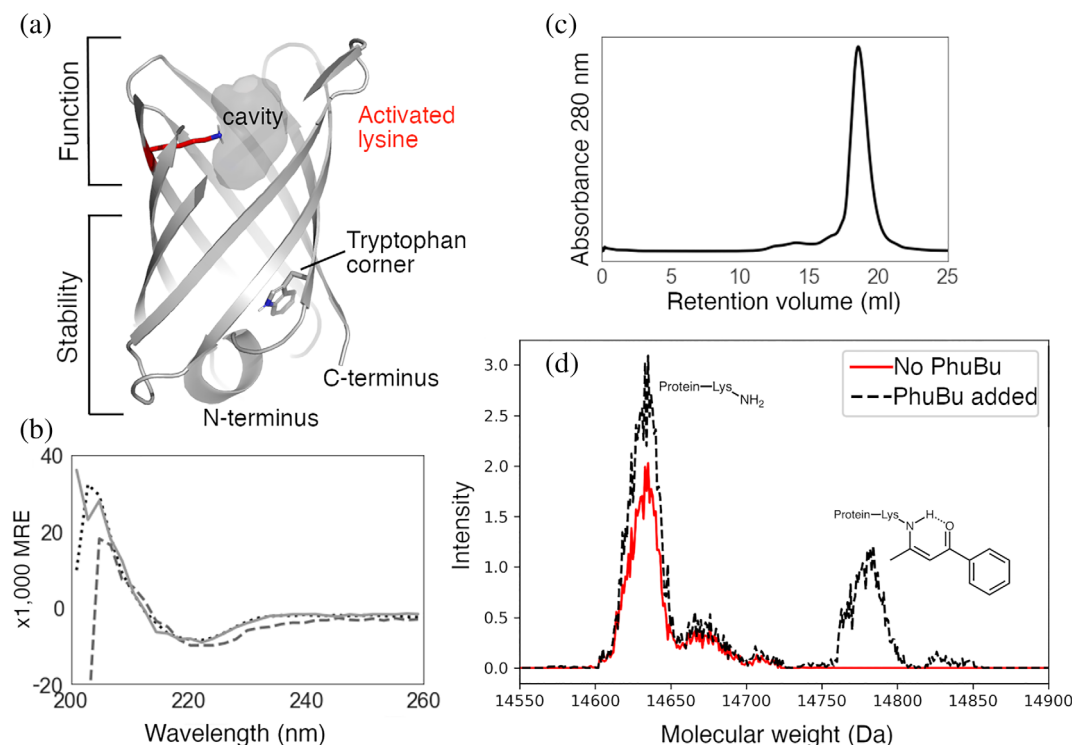 (a)
Function
Stability
cavity
Activated
lysine
Tryptophan
corner
C-terminus
N-terminus
(b)
x1,000 MRE
40
20
0
-20
200
220
240
260
Wavelength (nm)
(c)
Absorbance 280 nm
0
5
10
15
20
25
Retention volume (ml)
(d)
Intensity
3.0
2.5
2.0
1.5
1.0
0.5
0.0
Protein—Lys
NH2
No PhuBu
PhuBu added
Protein—Lys
N H O
14550
14600
14650
14700
14750
14800
14850
14900
Molecular weight (Da)